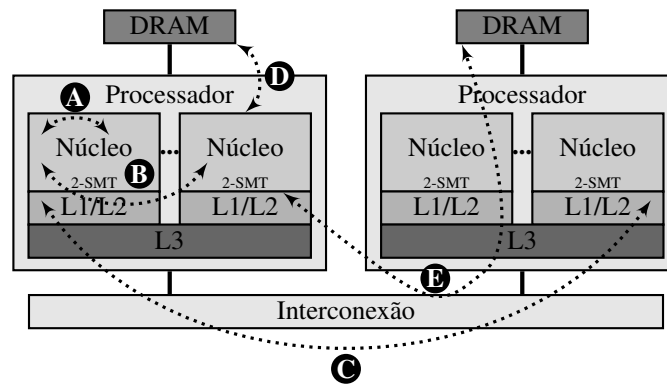 DRAM
DRAM
D
Processador
Processador
A
Núcleo
Núcleo
Núcleo
Núcleo
B
2-SMT
2-SMT
2-SMT
2-SMT
L1/L2
L1/L2
L1/L2
L1/L2
L3
L3
E
Interconexão
C